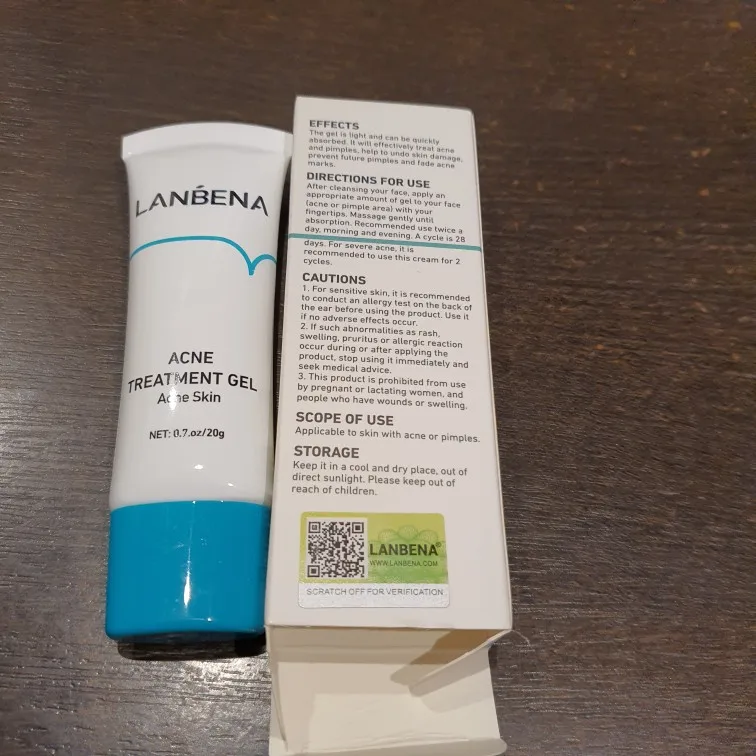 LANBENA
ACNE
TREATMENT GEL
Acne Skin
NET: 0.7.oz/20g
EFFECTS
The gel is light and can be quickly
absorbed. It will effectively treat acne
and pimples, help to undo skin damage,
prevent future pimples and fade acne
marks.
DIRECTIONS FOR USE
After cleansing your face, apply an
appropriate amount of gel to your face
(acne or pimple area) with your
fingertips. Massage gently until
absorption. Recommended use twice a
day, morning and evening. A cycle is 28
days. For severe acne, it is
recommended to use this cream for 2
cycles.
CAUTIONS
1. For sensitive skin, it is recommended
to conduct an allergy test on the back of
the ear before using the product. Use it
if no adverse effects occur.
2. If such abnormalities as rash,
swelling, pruritus or allergic reaction
occur during or after applying the
product, stop using it immediately and
seek medical advice.
3. This product is prohibited from use
by pregnant or lactating women, and
people who have wounds or swelling.
SCOPE OF USE
Applicable to skin with acne or pimples.
STORAGE
Keep it in a cool and dry place, out of
direct sunlight. Please keep out of
reach of children.
LANBENA®
WWW.LANBENA.COM
SCRATCH OFF FOR VERIFICATION